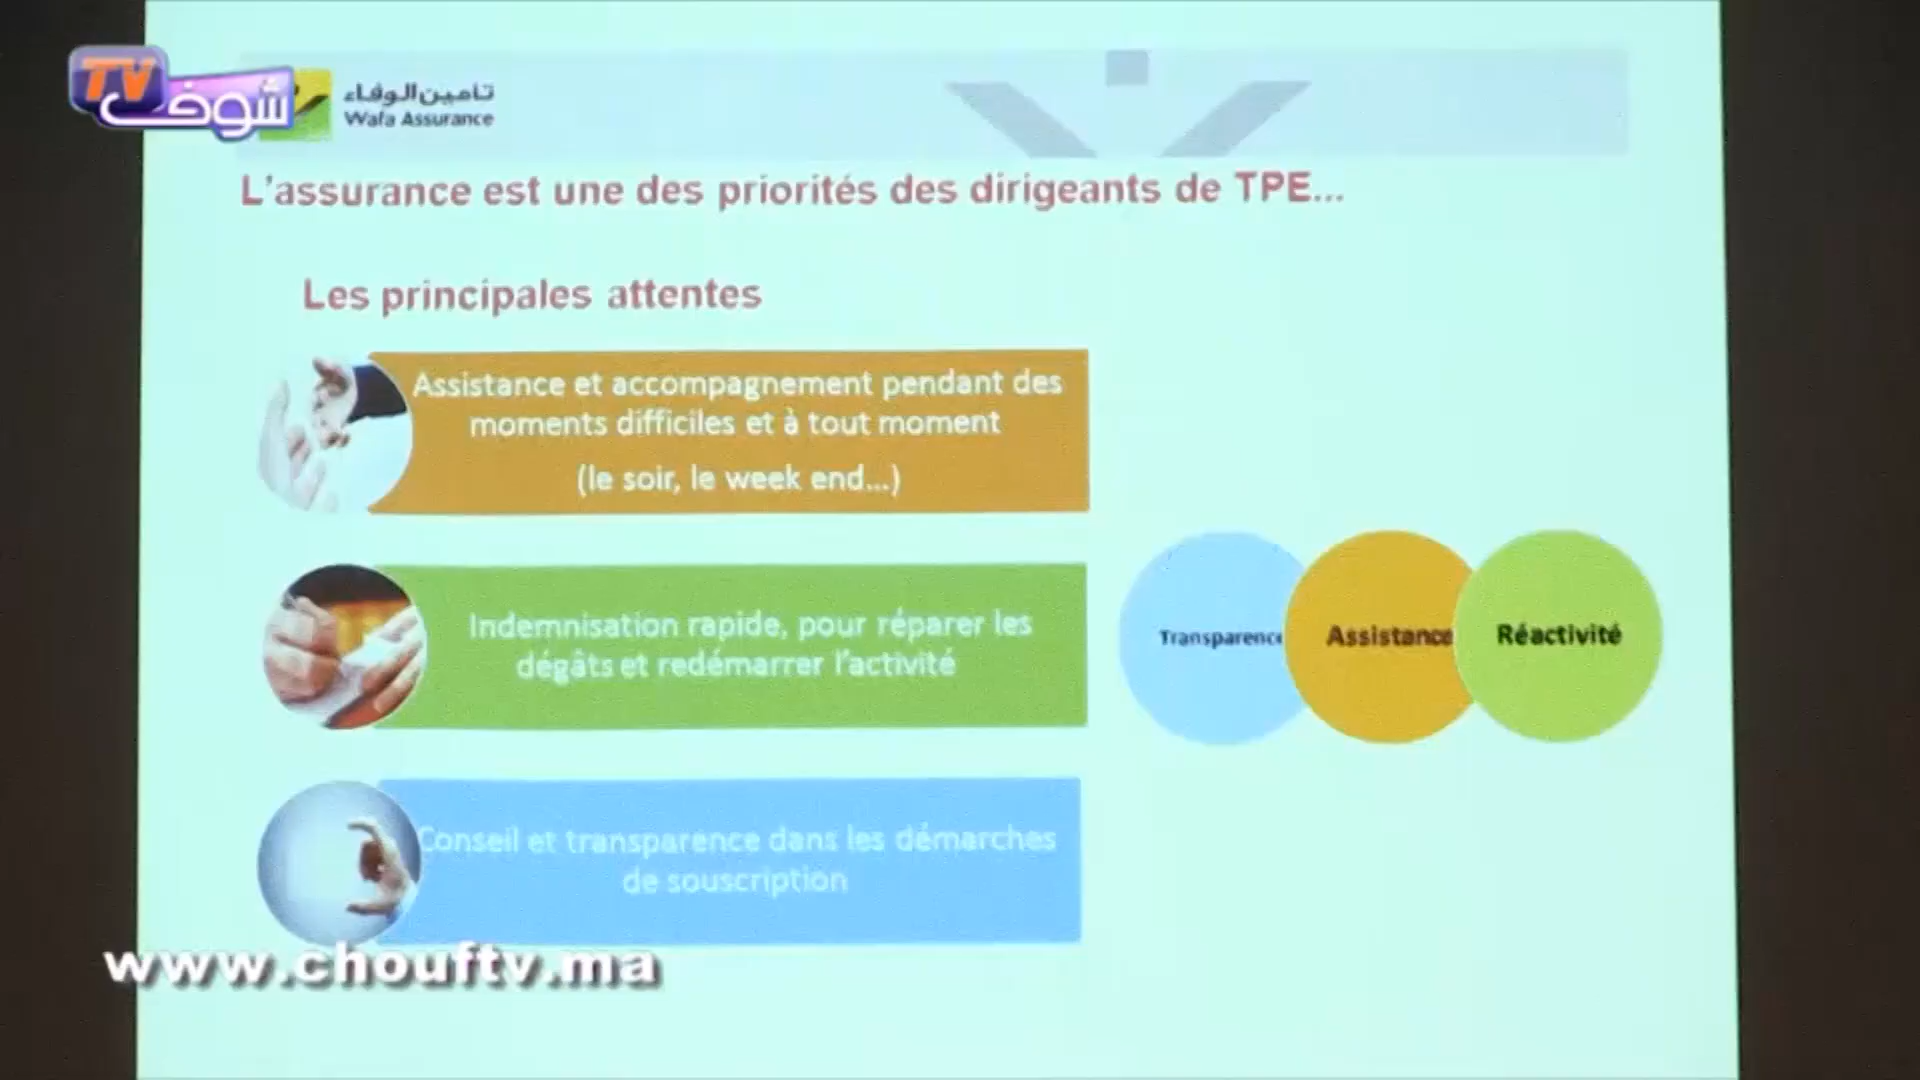 TV
شوف
تامين الوفاء
Wafa Assurance
L'assurance est une des priorités des dirigeants de TPE...
Les principales attentes
Assistance et accompagnement pendant des
moments difficiles et à tout moment
(le soir, le week end...)
Indemnisation rapide, pour réparer les
dégâts et redémarrer l'activité
Conseil et transparence dans les démarches
de souscription
Transparence
Assistance
Réactivité
www.chouftv.ma